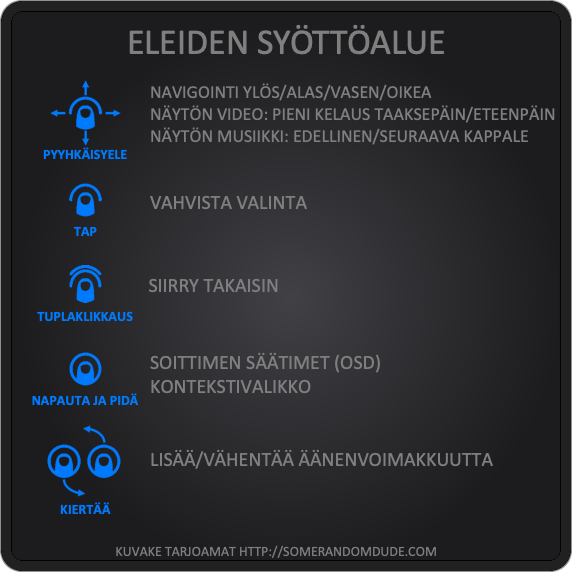 ELEIDEN SYÖTTÖALUE
NAVIGOINTI YLÖS/ALAS/VASEN/OIKEA
NÄYTÖN VIDEO: PIENI KELAUS TAAKSEPÄIN/ETEENPÄIN
NÄYTÖN MUSIIKKI: EDELLINEN/SEURAAVA KAPPALE
PYYHKÄISYELE
VAHVISTA VALINTA
TAP
SIIRRY TAKAISIN
TUPLAKLIKKAUS
SOITTIMEN SÄÄTIMET (OSD)
KONTEKSTIVALIKKO
NAPAUTA JA PIDÄ
LISÄÄ/VÄHENTÄÄ ÄÄNENVOIMAKKUUTTA
KIERTÄÄ
KUVAKE TARJOAMAT HTTP://SOMERANDOMDUDE.COM